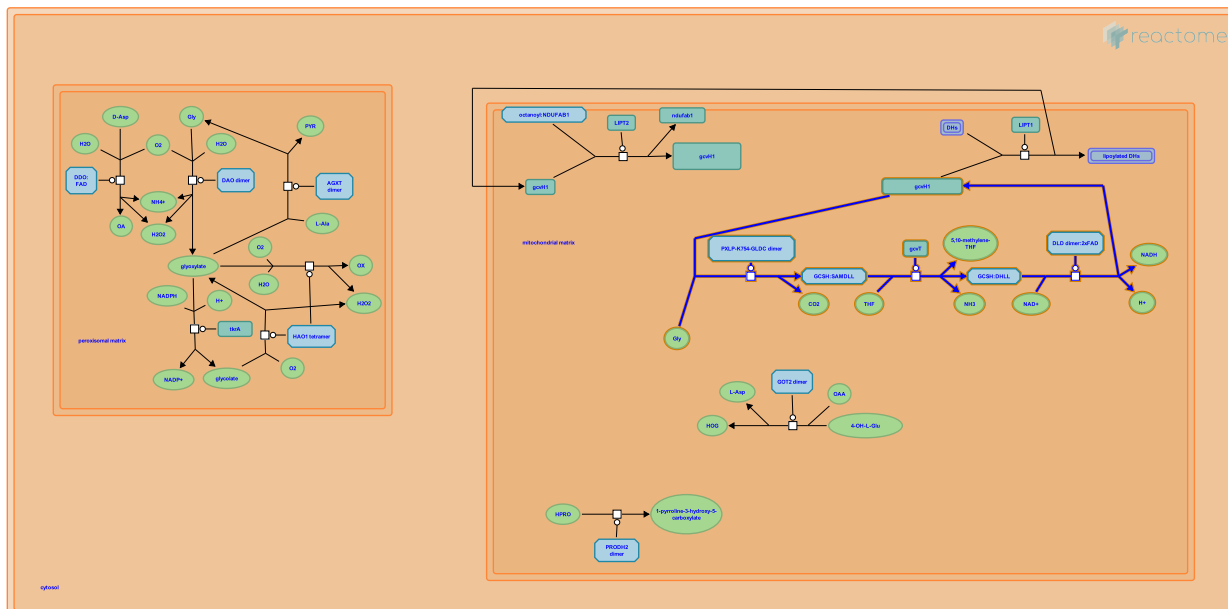 reactome
D-Asp
Gly
PYR
H2O
O2
H2O
DDO:
FAD
DAO dimer
AGXT
dimer
NH4+
OA
H2O2
L-Ala
glyoxylate
O2
H2O
OX
H2O2
NADPH
H+
tkrA
HAO1 tetramer
peroxisomal matrix
NADP+
glycolate
O2
octanoyl:NDUFAB1
LIPT2
ndufab1
gcvH1
gcvH1
DHs
LIPT1
lipoylated DHs
gcvH1
mitochondrial matrix
PXLP-K754-GLDC dimer
gcvT
5,10-methylene-
THF
DLD dimer:2xFAD
NADH
GCSH:SAMDLL
GCSH:DHLL
CO2
THF
NH3
NAD+
H+
Gly
GOT2 dimer
L-Asp
OAA
HOG
4-OH-L-Glu
HPRO
1-pyrroline-3-hydroxy-5-
carboxylate
PRODH2
dimer
cytosol